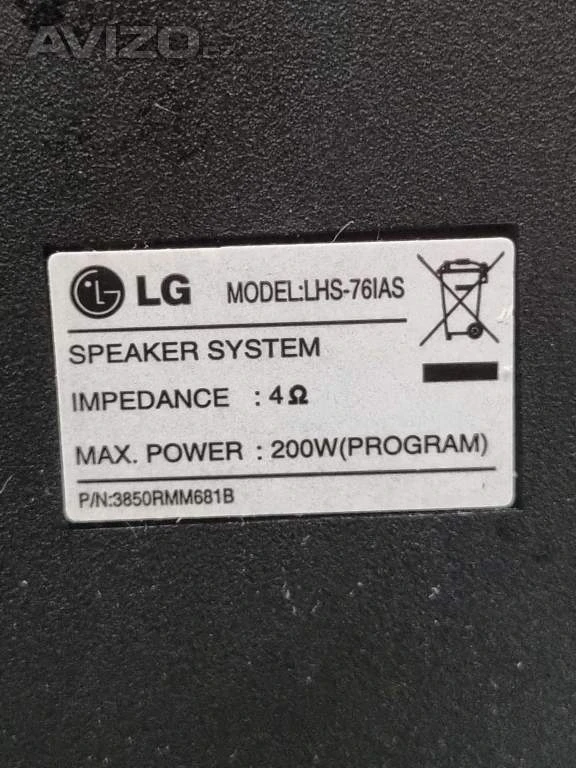 AVIZO
LG MODEL:LHS-76IAS
SPEAKER SYSTEM
IMPEDANCE : 4Ω
MAX. POWER : 200W(PROGRAM)
P/N:3850RMM681B